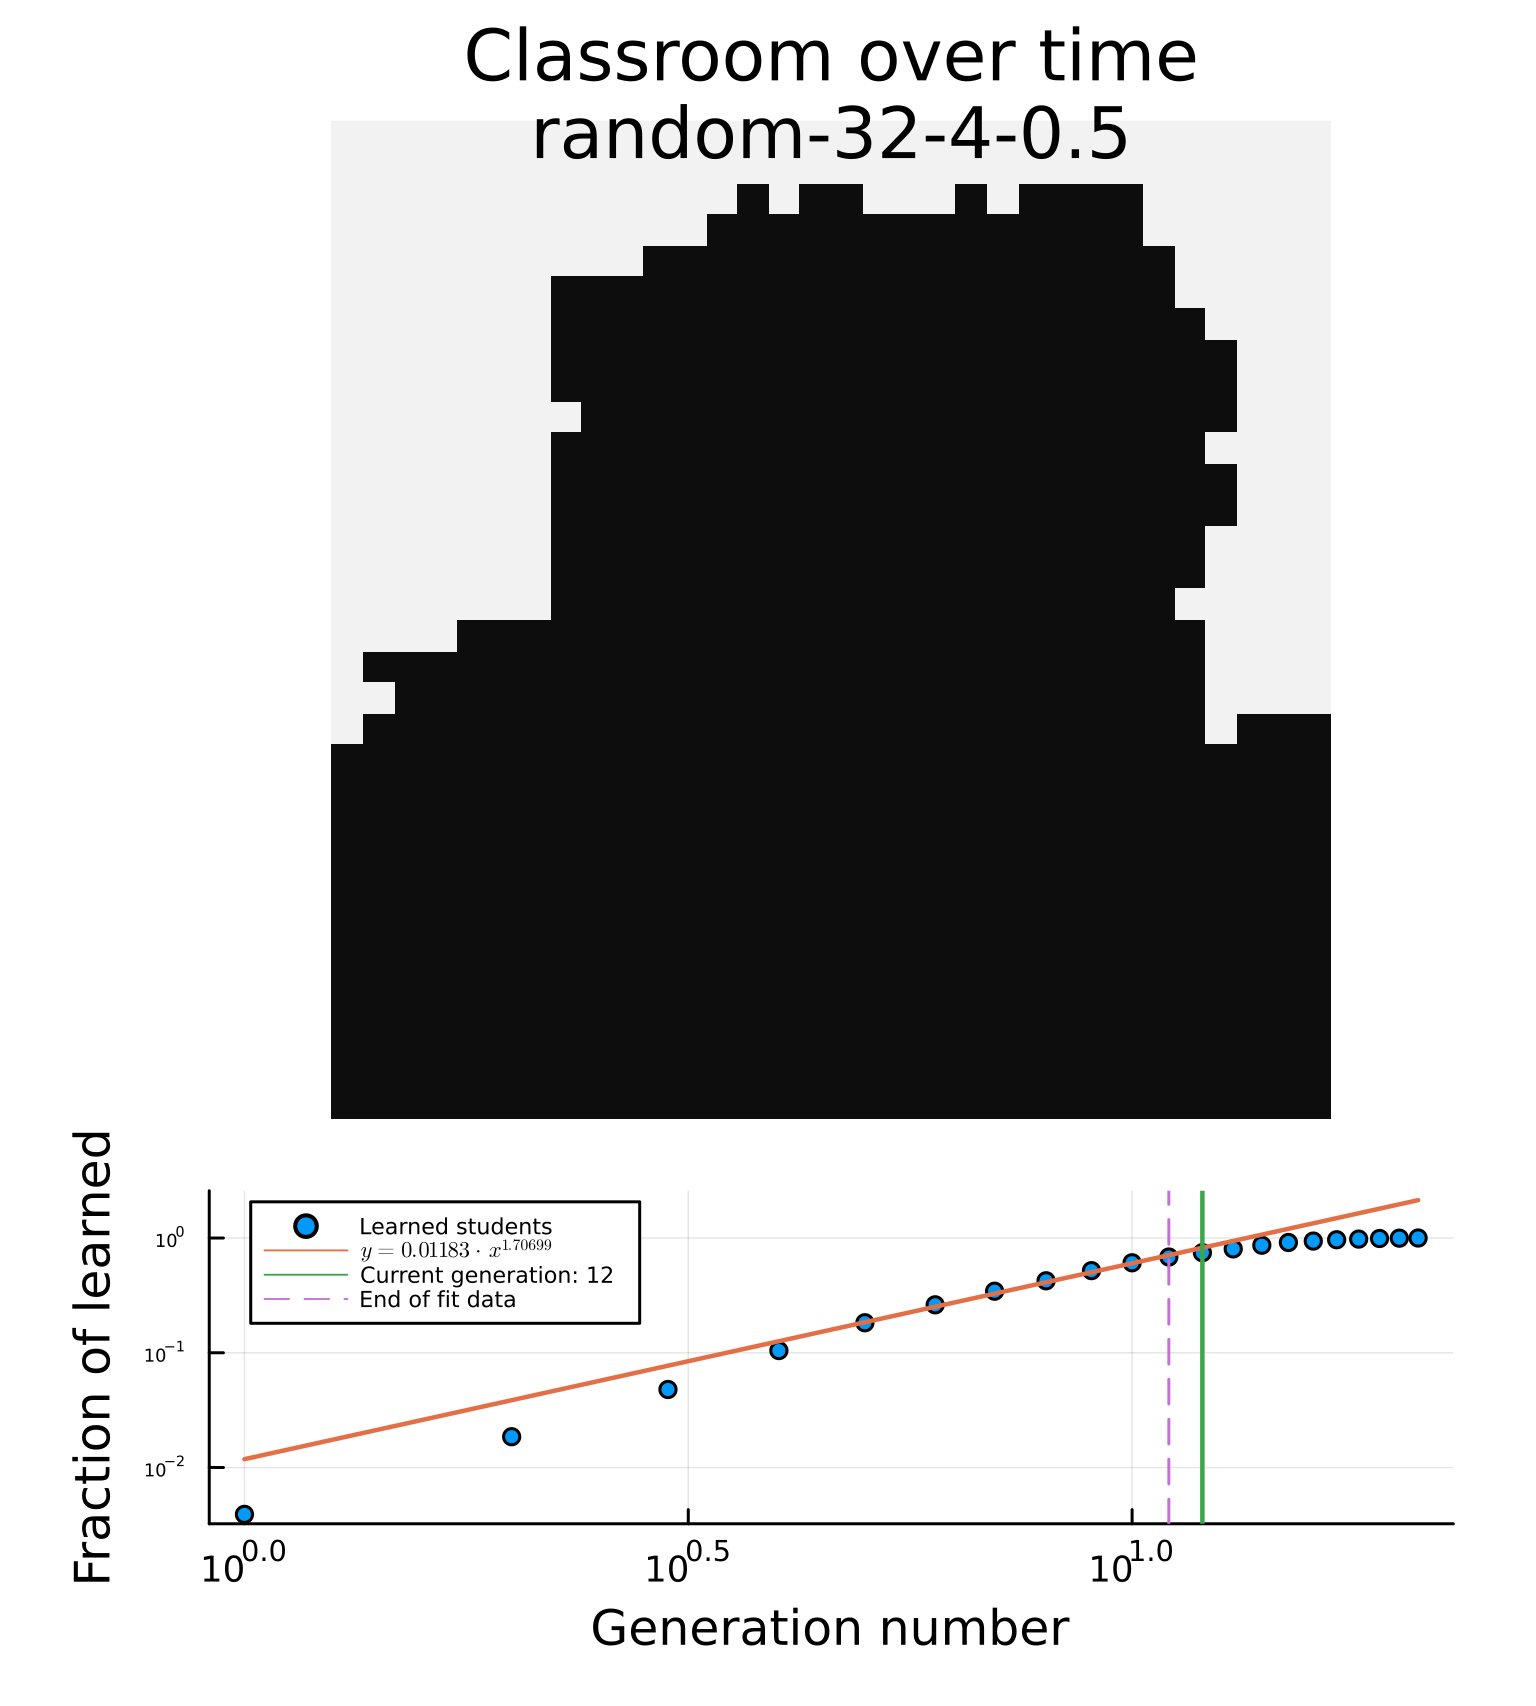 Classroom over time
random-32-4-0.5
Fraction of learned
10⁰
10⁻¹
10⁻²
Learned students
y = 0.01183 · x^1.70699
Current generation: 12
End of fit data
10^0.0
10^0.5
10^1.0
Generation number